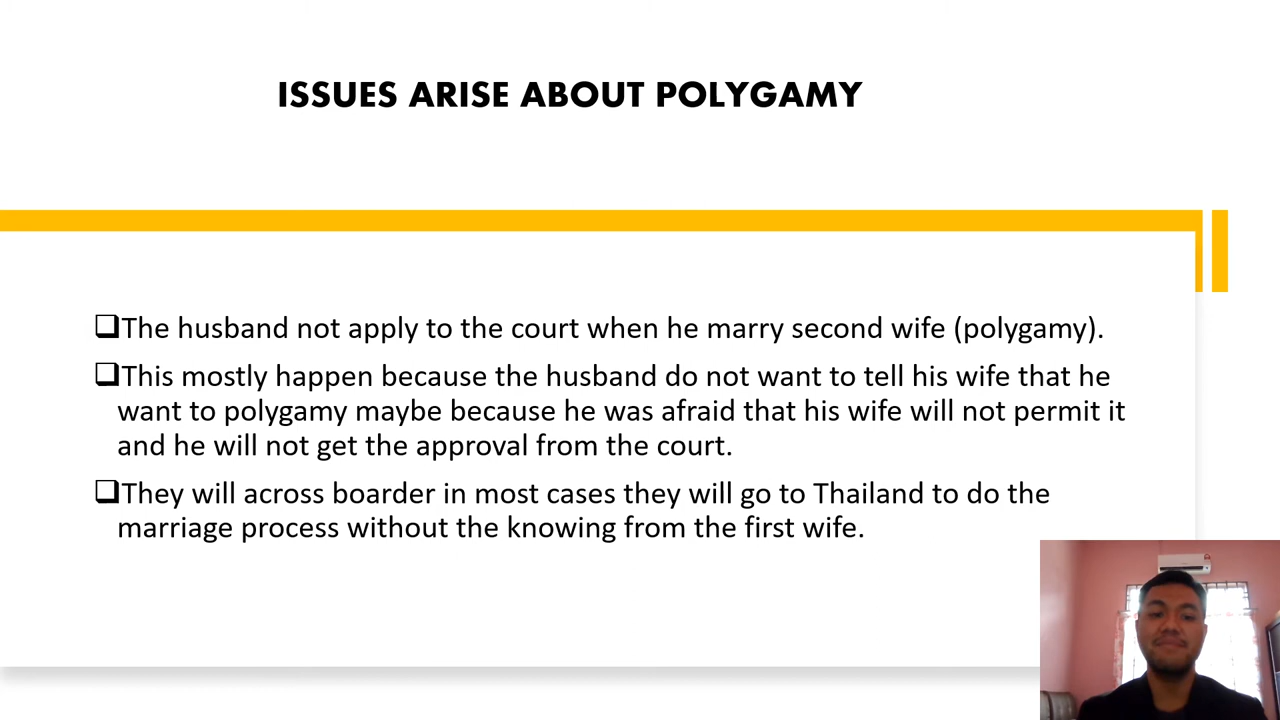 ISSUES ARISE ABOUT POLYGAMY
❑The husband not apply to the court when he marry second wife (polygamy).
❑This mostly happen because the husband do not want to tell his wife that he
want to polygamy maybe because he was afraid that his wife will not permit it
and he will not get the approval from the court.
❑They will across boarder in most cases they will go to Thailand to do the
marriage process without the knowing from the first wife.